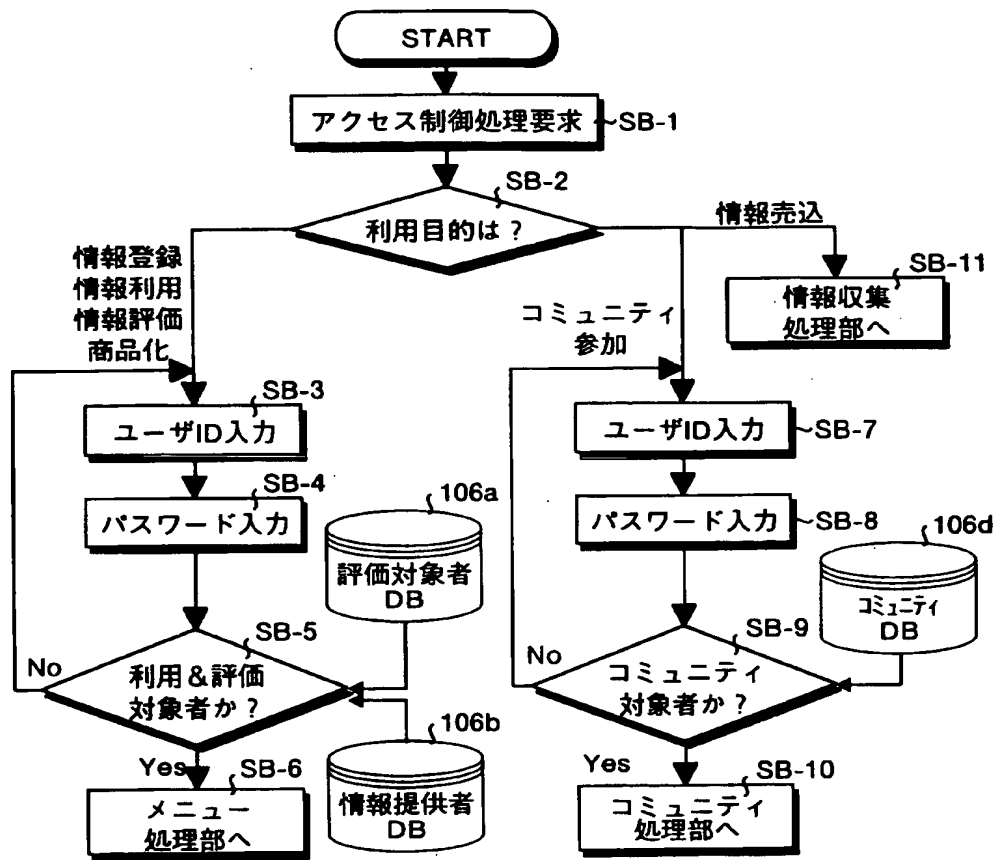 START
アクセス制御処理要求
SB-1
SB-2
利用目的は?
情報売込
SB-11
情報収集
処理部へ
情報登録
情報利用
情報評価
商品化
コミュニティ
参加
SB-3
ユーザID入力
SB-4
パスワード入力
ユーザID入力
SB-7
パスワード入力
SB-8
106a
評価対象者
DB
106d
コミュニティ
DB
SB-5
No
利用&評価
対象者か?
SB-9
No
コミュニティ
対象者か?
106b
情報提供者
DB
Yes
SB-6
メニュー
処理部へ
Yes
SB-10
コミュニティ
処理部へ